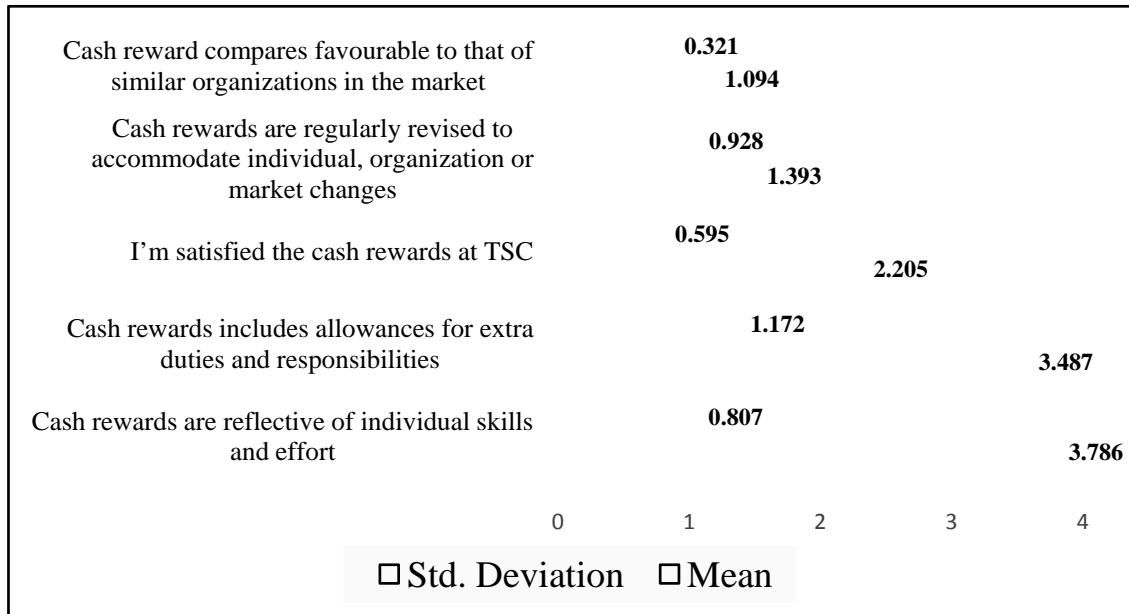 Cash reward compares favourable to that of
similar organizations in the market
0.321
1.094
Cash rewards are regularly revised to
accommodate individual, organization or
market changes
0.928
1.393
I’m satisfied the cash rewards at TSC
0.595
2.205
Cash rewards includes allowances for extra
duties and responsibilities
1.172
3.487
Cash rewards are reflective of individual skills
and effort
0.807
3.786
0 1 2 3 4
Std. Deviation Mean